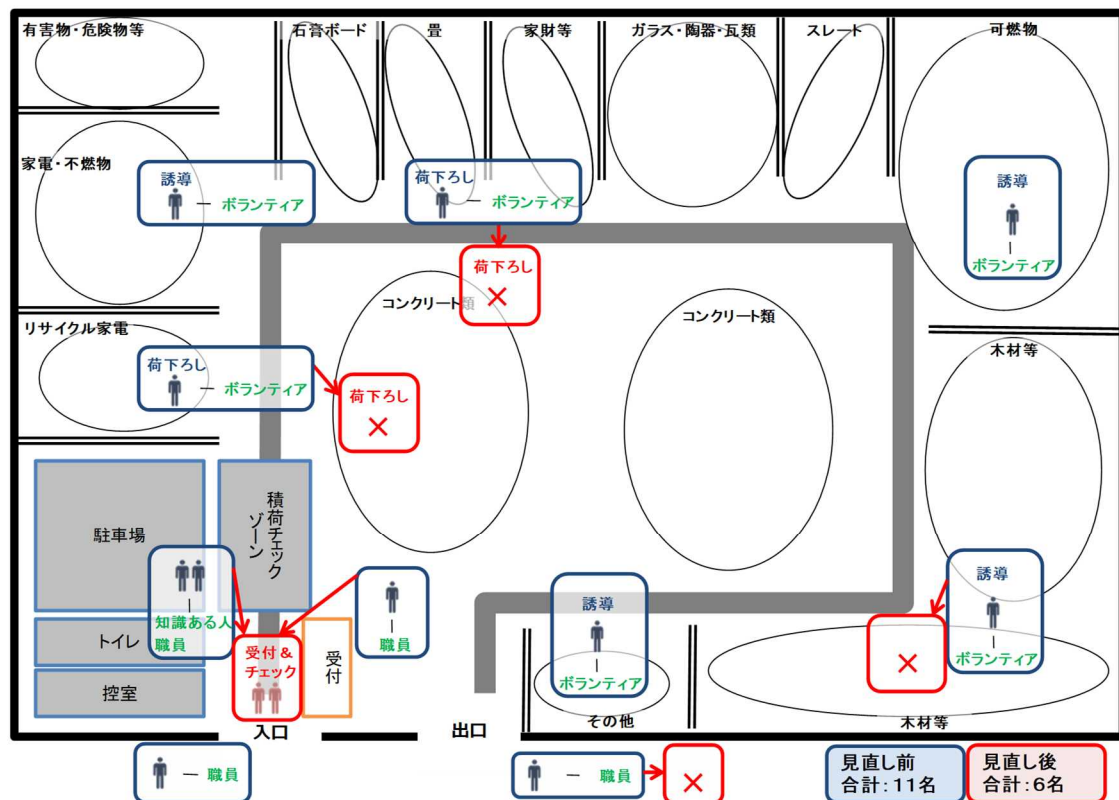 有害物・危険物等
石膏ボード
畳
家財等
ガラス・陶器・瓦類
スレート
可燃物
家電・不燃物
誘導
ボランティア
荷下ろし
ボランティア
誘導
ボランティア
荷下ろし
コンクリート類
コンクリート類
リサイクル家電
荷下ろし
ボランティア
荷下ろし
木材等
駐車場
積荷チェック
ゾーン
知識ある人
職員
職員
トイレ
控室
受付&
チェック
受付
入口
出口
誘導
ボランティア
その他
誘導
ボランティア
木材等
職員
職員
見直し前
合計:11名
見直し後
合計:6名